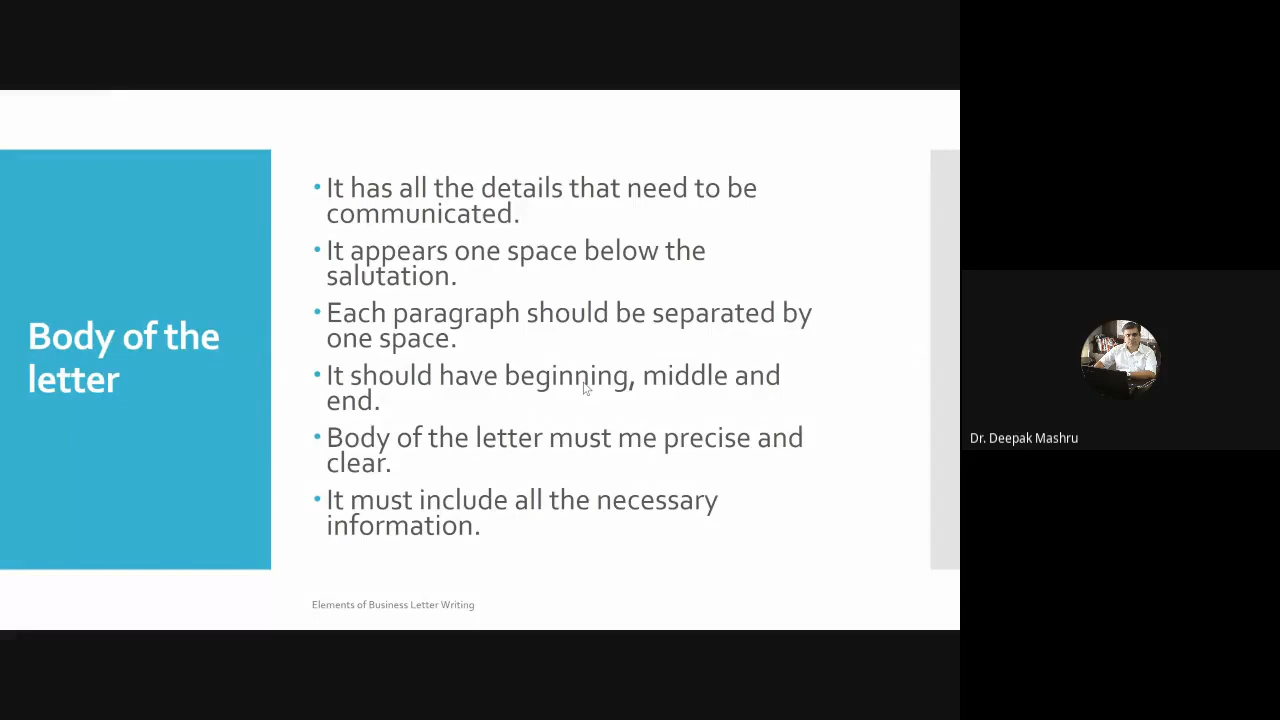 Body of the
letter
• It has all the details that need to be
communicated.
• It appears one space below the
salutation.
• Each paragraph should be separated by
one space.
• It should have beginning, middle and
end.
• Body of the letter must me precise and
clear.
• It must include all the necessary
information.
Elements of Business Letter Writing
Dr. Deepak Mashru